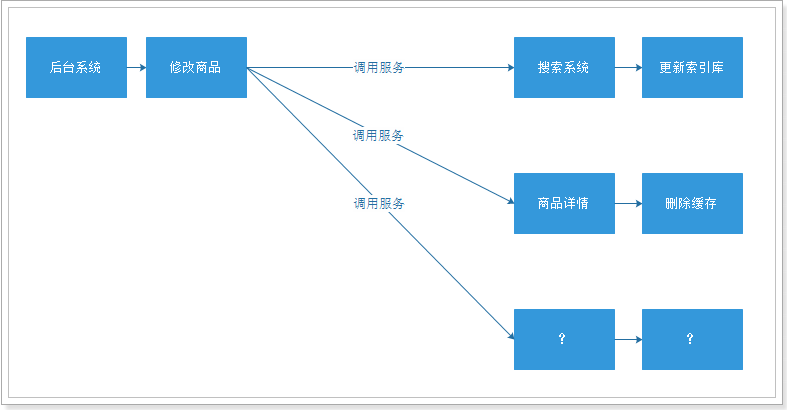 后台系统
修改商品
调用服务
搜索系统
更新索引库
调用服务
调用服务
商品详情
删除缓存
?
?